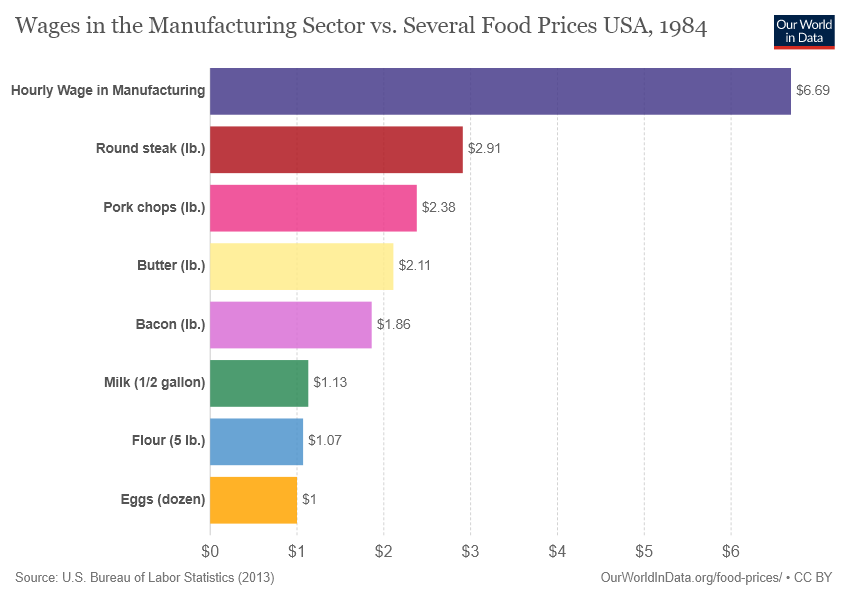 Wages in the Manufacturing Sector vs. Several Food Prices USA, 1984
Our World
in Data
Hourly Wage in Manufacturing
$6.69
Round steak (lb.)
$2.91
Pork chops (lb.)
$2.38
Butter (lb.)
$2.11
Bacon (lb.)
$1.86
Milk (1/2 gallon)
$1.13
Flour (5 lb.)
$1.07
Eggs (dozen)
$1
$0 $1 $2 $3 $4 $5 $6
Source: U.S. Bureau of Labor Statistics (2013)
OurWorldInData.org/food-prices/ • CC BY